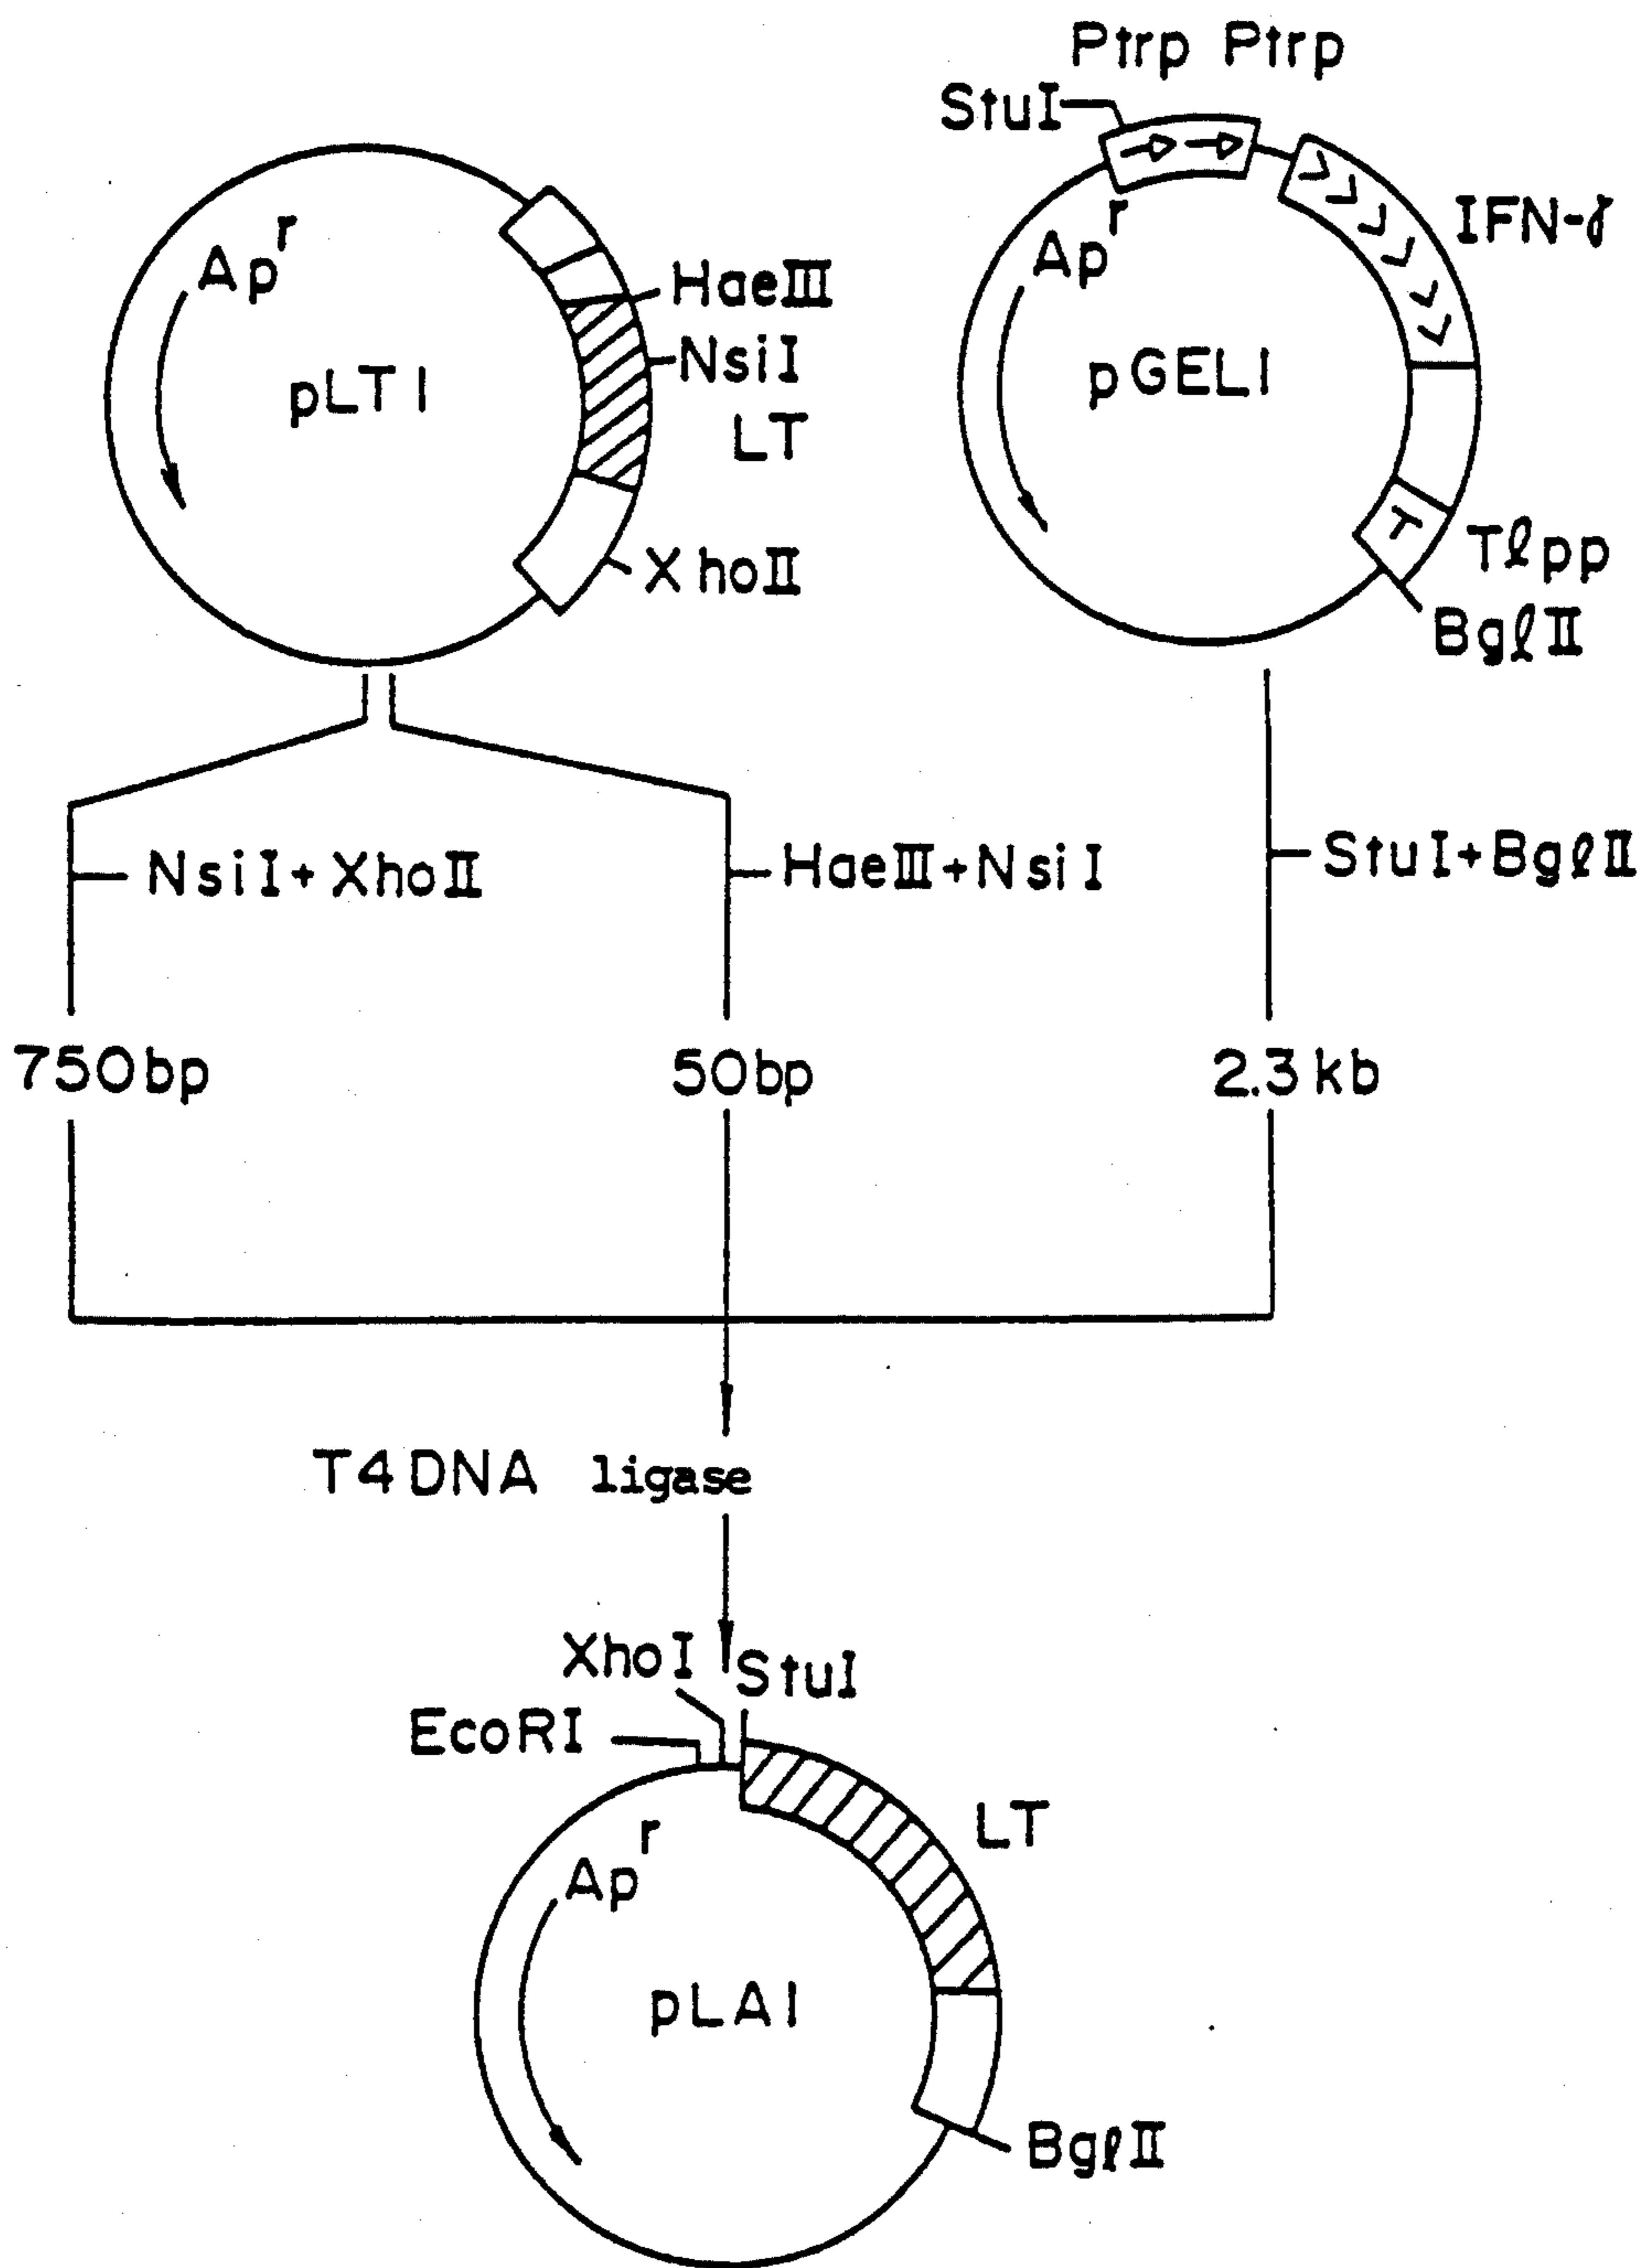 Ptrp Ptrp
StuI
IFN-γ
Apʳ
pGEL1
Tℓpp
BgℓII
Apʳ
pLT1
HaeIII
NsiI
LT
XhoII
T
NsiI+XhoII
HaeIII+NsiI
StuI+BgℓII
750bp
50bp
2.3kb
T4DNA ligase
XhoI
StuI
EcoRI
LT
Apʳ
pLA1
BgℓII